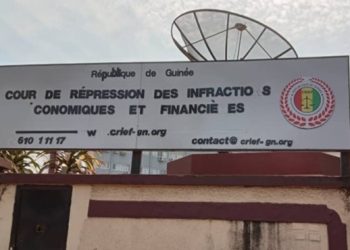 République de Guinée
COUR DE RÉPRESSION DES INFRACTIO S
CONOMIQUES ET FINANCIÈ ES
610 11 11 17 w .crief-gn.org contact@ crief-gn.org